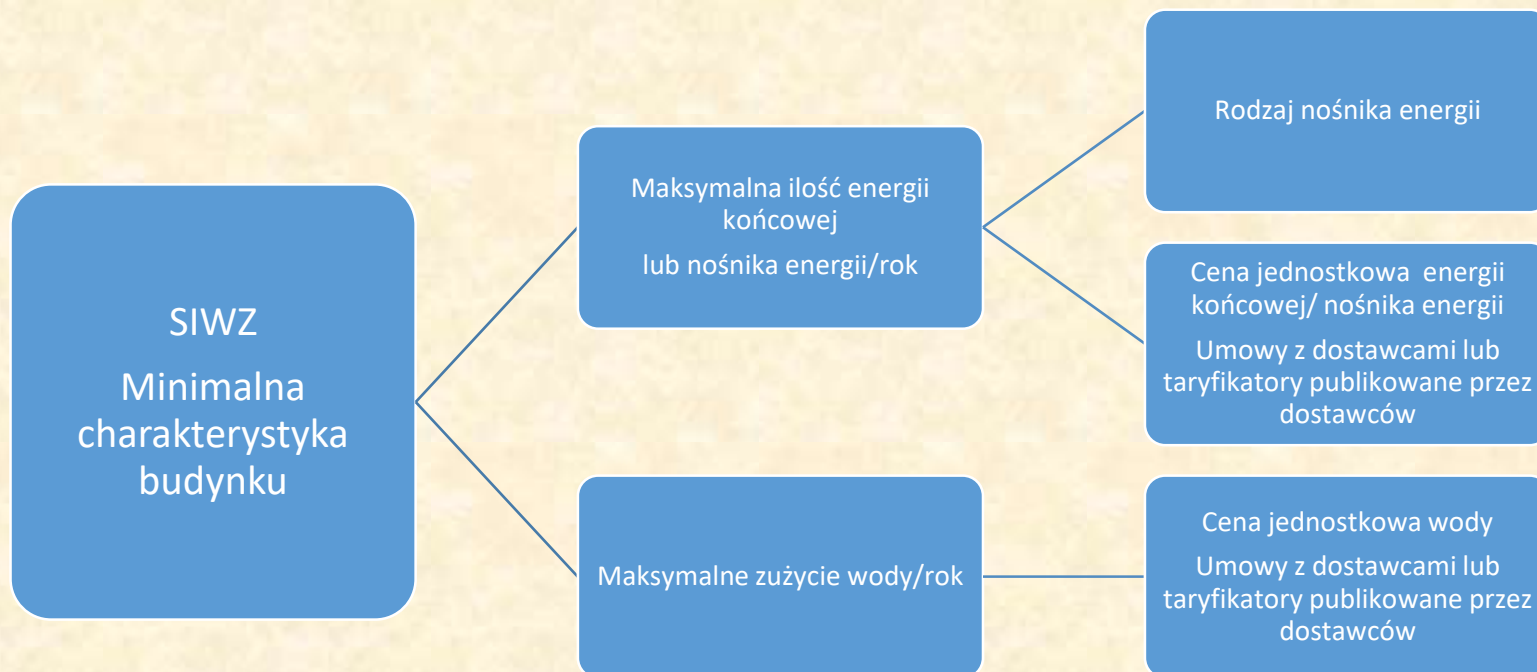 SIWZ
Minimalna
charakterystyka
budynku
Maksymalna ilość energii
końcowej
lub nośnika energii/rok
Maksymalne zużycie wody/rok
Rodzaj nośnika energii
Cena jednostkowa energii
końcowej/ nośnika energii
Umowy z dostawcami lub
taryfikatory publikowane przez
dostawców
Cena jednostkowa wody
Umowy z dostawcami lub
taryfikatory publikowane przez
dostawców